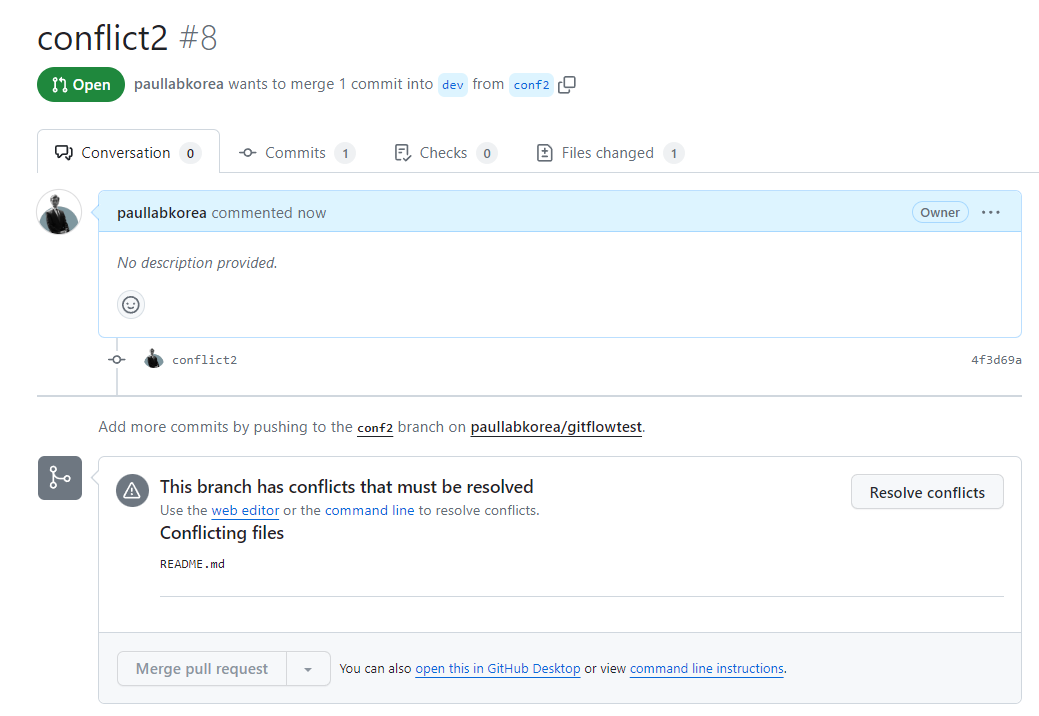 conflict2 #8
Open paullabkorea wants to merge 1 commit into dev from conf2
Conversation 0 Commits 1 Checks 0 Files changed 1
paullabkorea commented now Owner ...
No description provided.
conflict2 4f3d69a
Add more commits by pushing to the conf2 branch on paullabkorea/gitflowtest.
This branch has conflicts that must be resolved Resolve conflicts
Use the web editor or the command line to resolve conflicts.
Conflicting files
README.md
Merge pull request You can also open this in GitHub Desktop or view command line instructions.